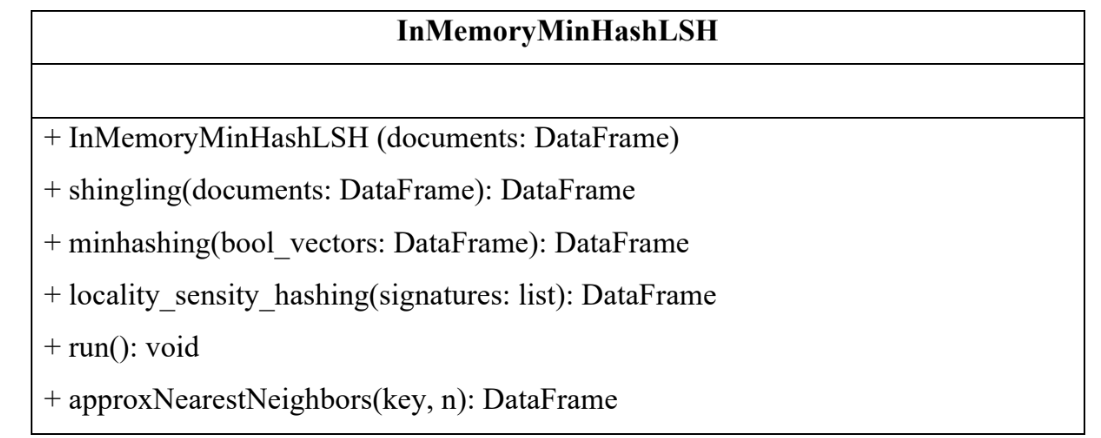 InMemoryMinHashLSH
+ InMemoryMinHashLSH (documents: DataFrame)
+ shingling(documents: DataFrame): DataFrame
+ minhashing(bool_vectors: DataFrame): DataFrame
+ locality_sensity_hashing(signatures: list): DataFrame
+ run(): void
+ approxNearestNeighbors(key, n): DataFrame